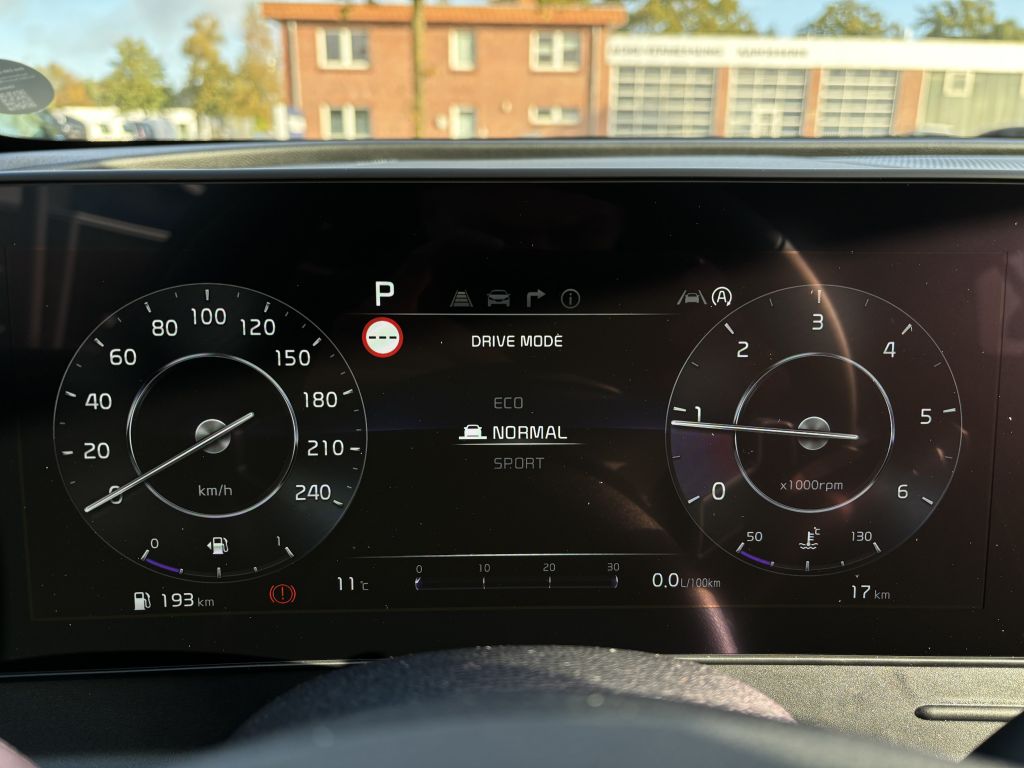 P
DRIVE MODE
ECO
NORMAL
SPORT
0 20 40 60 80 100 120 150 180 210 240
km/h
0 1
193 km
11 °C
0 10 20 30
0.0 L/100km
(A)
0 1 2 3 4 5 6
x1000rpm
50 °C 130
17 km